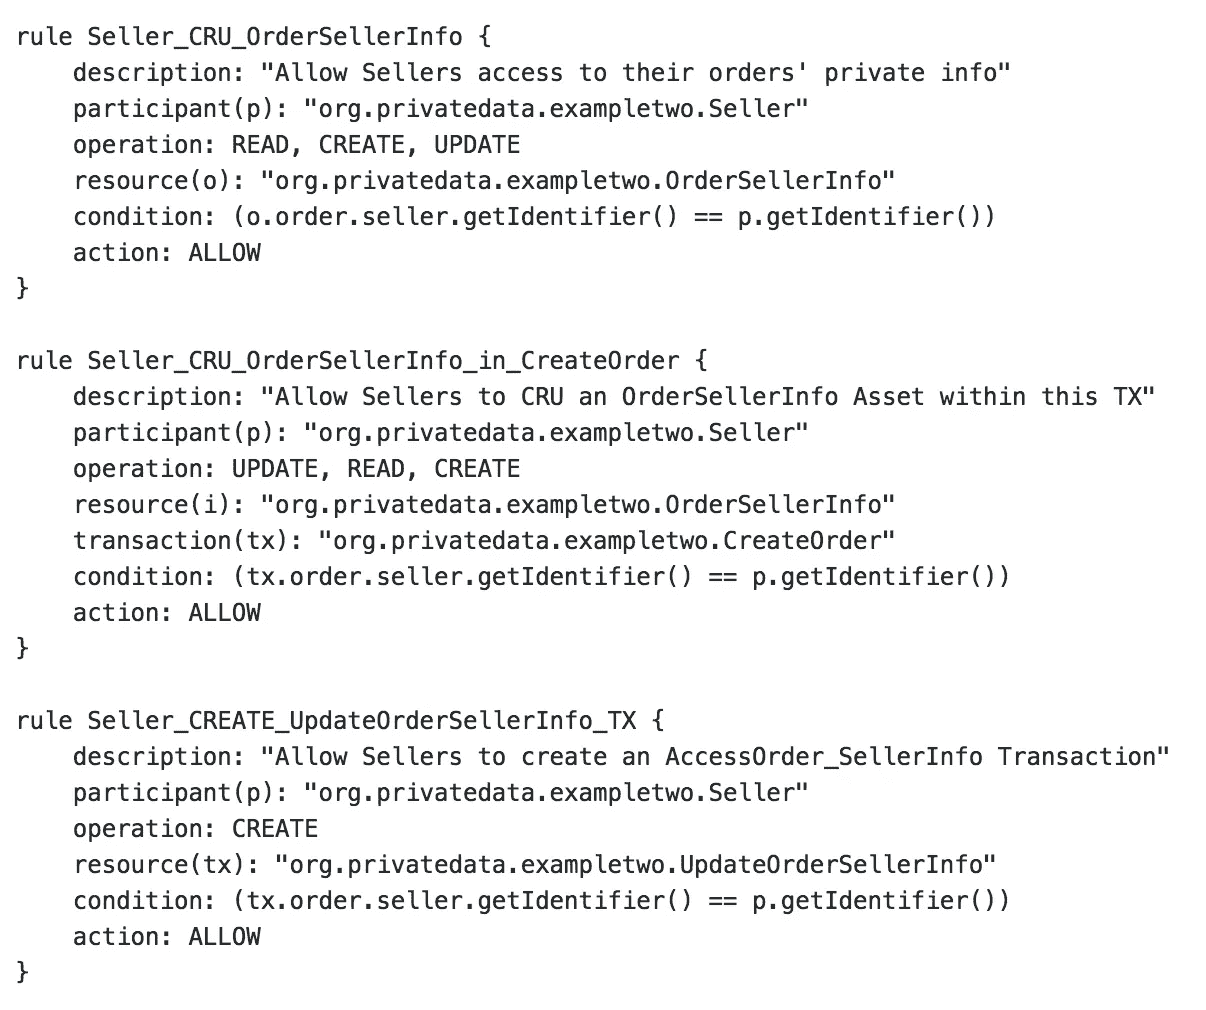 rule Seller_CRU_OrderSellerInfo {
    description: "Allow Sellers access to their orders' private info"
    participant(p): "org.privatedata.exampletwo.Seller"
    operation: READ, CREATE, UPDATE
    resource(o): "org.privatedata.exampletwo.OrderSellerInfo"
    condition: (o.order.seller.getIdentifier() == p.getIdentifier())
    action: ALLOW
}

rule Seller_CRU_OrderSellerInfo_in_CreateOrder {
    description: "Allow Sellers to CRU an OrderSellerInfo Asset within this TX"
    participant(p): "org.privatedata.exampletwo.Seller"
    operation: UPDATE, READ, CREATE
    resource(i): "org.privatedata.exampletwo.OrderSellerInfo"
    transaction(tx): "org.privatedata.exampletwo.CreateOrder"
    condition: (tx.order.seller.getIdentifier() == p.getIdentifier())
    action: ALLOW
}

rule Seller_CREATE_UpdateOrderSellerInfo_TX {
    description: "Allow Sellers to create an AccessOrder_SellerInfo Transaction"
    participant(p): "org.privatedata.exampletwo.Seller"
    operation: CREATE
    resource(tx): "org.privatedata.exampletwo.UpdateOrderSellerInfo"
    condition: (tx.order.seller.getIdentifier() == p.getIdentifier())
    action: ALLOW
}